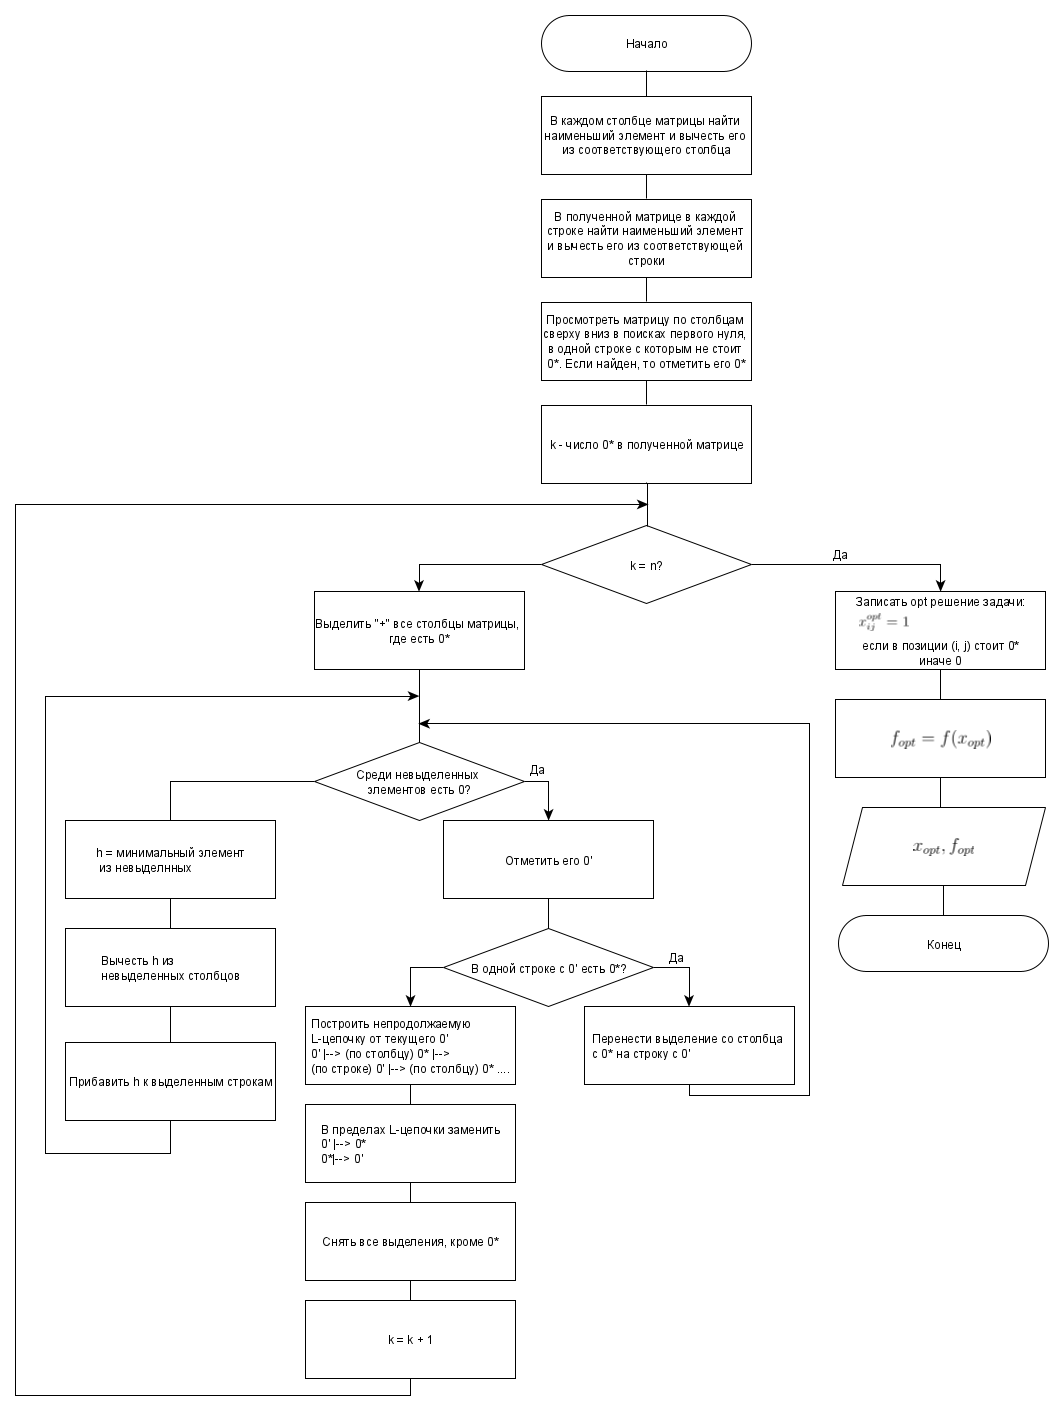 Начало
В каждом столбце матрицы найти
наименьший элемент и вычесть его
из соответствующего столбца
В полученной матрице в каждой
строке найти наименьший элемент
и вычесть его из соответствующей
строки
Просмотреть матрицу по столбцам
сверху вниз в поисках первого нуля,
в одной строке с которым не стоит
0*. Если найден, то отметить его 0*
k - число 0* в полученной матрице
k = n?
Да
Выделить "+" все столбцы матрицы,
где есть 0*
Записать opt решение задачи:
x_{ij}^{opt} = 1
если в позиции (i, j) стоит 0*
иначе 0
f_{opt} = f(x_{opt})
x_{opt}, f_{opt}
Конец
Среди невыделенных
элементов есть 0?
Да
h = минимальный элемент
из невыделнных
Вычесть h из
невыделенных столбцов
Прибавить h к выделенным строкам
Отметить его 0'
В одной строке с 0' есть 0*?
Да
Построить непродолжаемую
L-цепочку от текущего 0'
0' |--> (по столбцу) 0* |-->
(по строке) 0' |--> (по столбцу) 0* ....
Перенести выделение со столбца
с 0* на строку с 0'
В пределах L-цепочки заменить
0' |--> 0*
0*|--> 0'
Снять все выделения, кроме 0*
k = k + 1